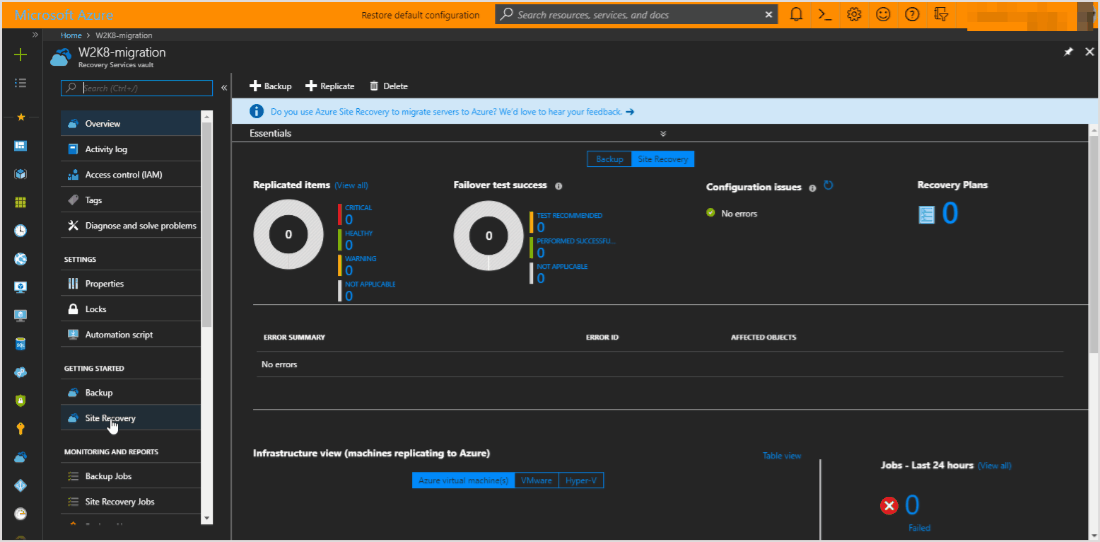 Microsoft Azure
Restore default configuration
Search resources, services, and docs
Home > W2K8-migration
W2K8-migration
Recovery Services vault
Search (Ctrl+/)
Overview
Activity log
Access control (IAM)
Tags
Diagnose and solve problems
SETTINGS
Properties
Locks
Automation script
GETTING STARTED
Backup
Site Recovery
MONITORING AND REPORTS
Backup Jobs
Site Recovery Jobs
Backup Replicate Delete
Do you use Azure Site Recovery to migrate servers to Azure? We'd love to hear your feedback. →
Essentials
Backup Site Recovery
Replicated items (View all)
0
CRITICAL
0
HEALTHY
0
WARNING
0
NOT APPLICABLE
0
Failover test success
0
TEST RECOMMENDED
0
PERFORMED SUCCESSFU...
0
NOT APPLICABLE
0
Configuration issues
No errors
Recovery Plans
0
ERROR SUMMARY ERROR ID AFFECTED OBJECTS
No errors
Infrastructure view (machines replicating to Azure)
Table view
Azure virtual machine(s) VMware Hyper-V
Jobs - Last 24 hours (View all)
0
Failed